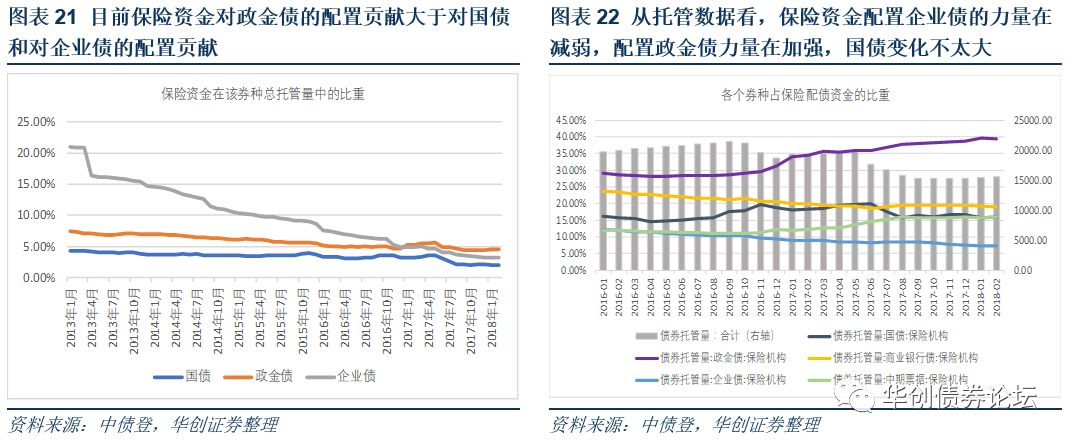 图表 21 目前保险资金对政金债的配置贡献大于对国债
和对企业债的配置贡献
保险资金在该券种总托管量中的比重
25.00%
20.00%
15.00%
10.00%
5.00%
0.00%
2013年1月
2013年4月
2013年7月
2013年10月
2014年1月
2014年4月
2014年7月
2014年10月
2015年1月
2015年4月
2015年7月
2015年10月
2016年1月
2016年4月
2016年7月
2016年10月
2017年1月
2017年4月
2017年7月
2017年10月
2018年1月
国债 政金债 企业债
资料来源:中债登,华创证券整理
图表 22 从托管数据看,保险资金配置企业债的力量在
减弱,配置政金债力量在加强,国债变化不太大
各个券种占保险配债资金的比重
45.00%
40.00%
35.00%
30.00%
25.00%
20.00%
15.00%
10.00%
5.00%
0.00%
25000.00
20000.00
15000.00
10000.00
5000.00
0.00
2016-01
2016-02
2016-03
2016-04
2016-05
2016-06
2016-07
2016-08
2016-09
2016-10
2016-11
2016-12
2017-01
2017-02
2017-03
2017-04
2017-05
2017-06
2017-07
2017-08
2017-09
2017-10
2017-11
2017-12
2018-01
2018-02
债券托管量:合计(右轴) 债券托管量:国债:保险机构
债券托管量:政金债:保险机构 债券托管量:商业银行债:保险机构
债券托管量:企业债:保险机构 债券托管量:中期票据:保险机构
华创债券论坛
资料来源:中债登,华创证券整理